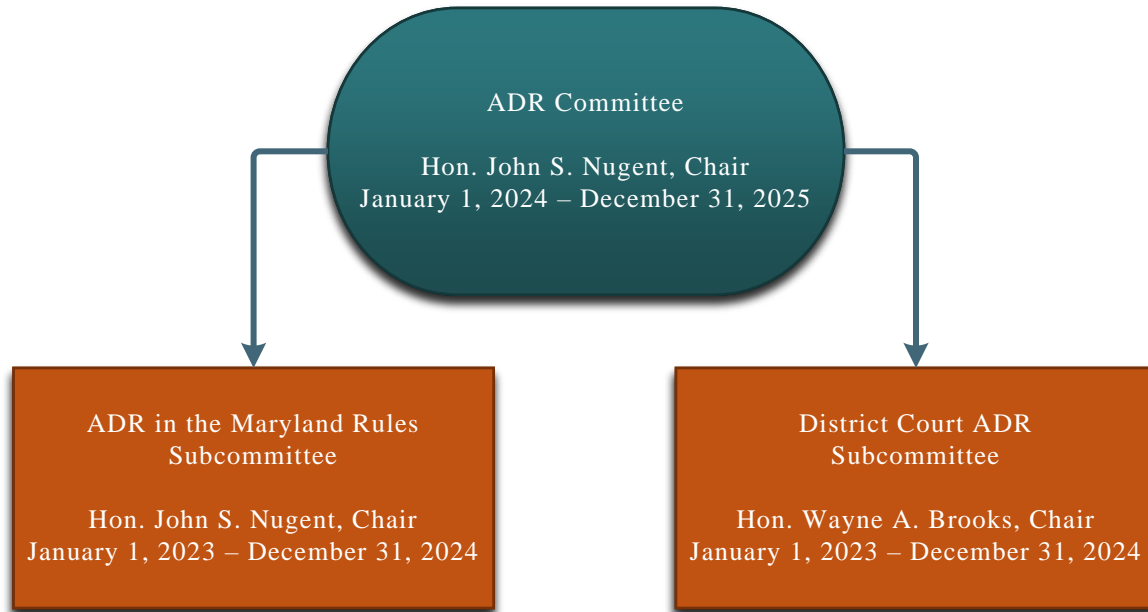 ADR Committee
Hon. John S. Nugent, Chair
January 1, 2024 – December 31, 2025
ADR in the Maryland Rules
Subcommittee
Hon. John S. Nugent, Chair
January 1, 2023 – December 31, 2024
District Court ADR
Subcommittee
Hon. Wayne A. Brooks, Chair
January 1, 2023 – December 31, 2024